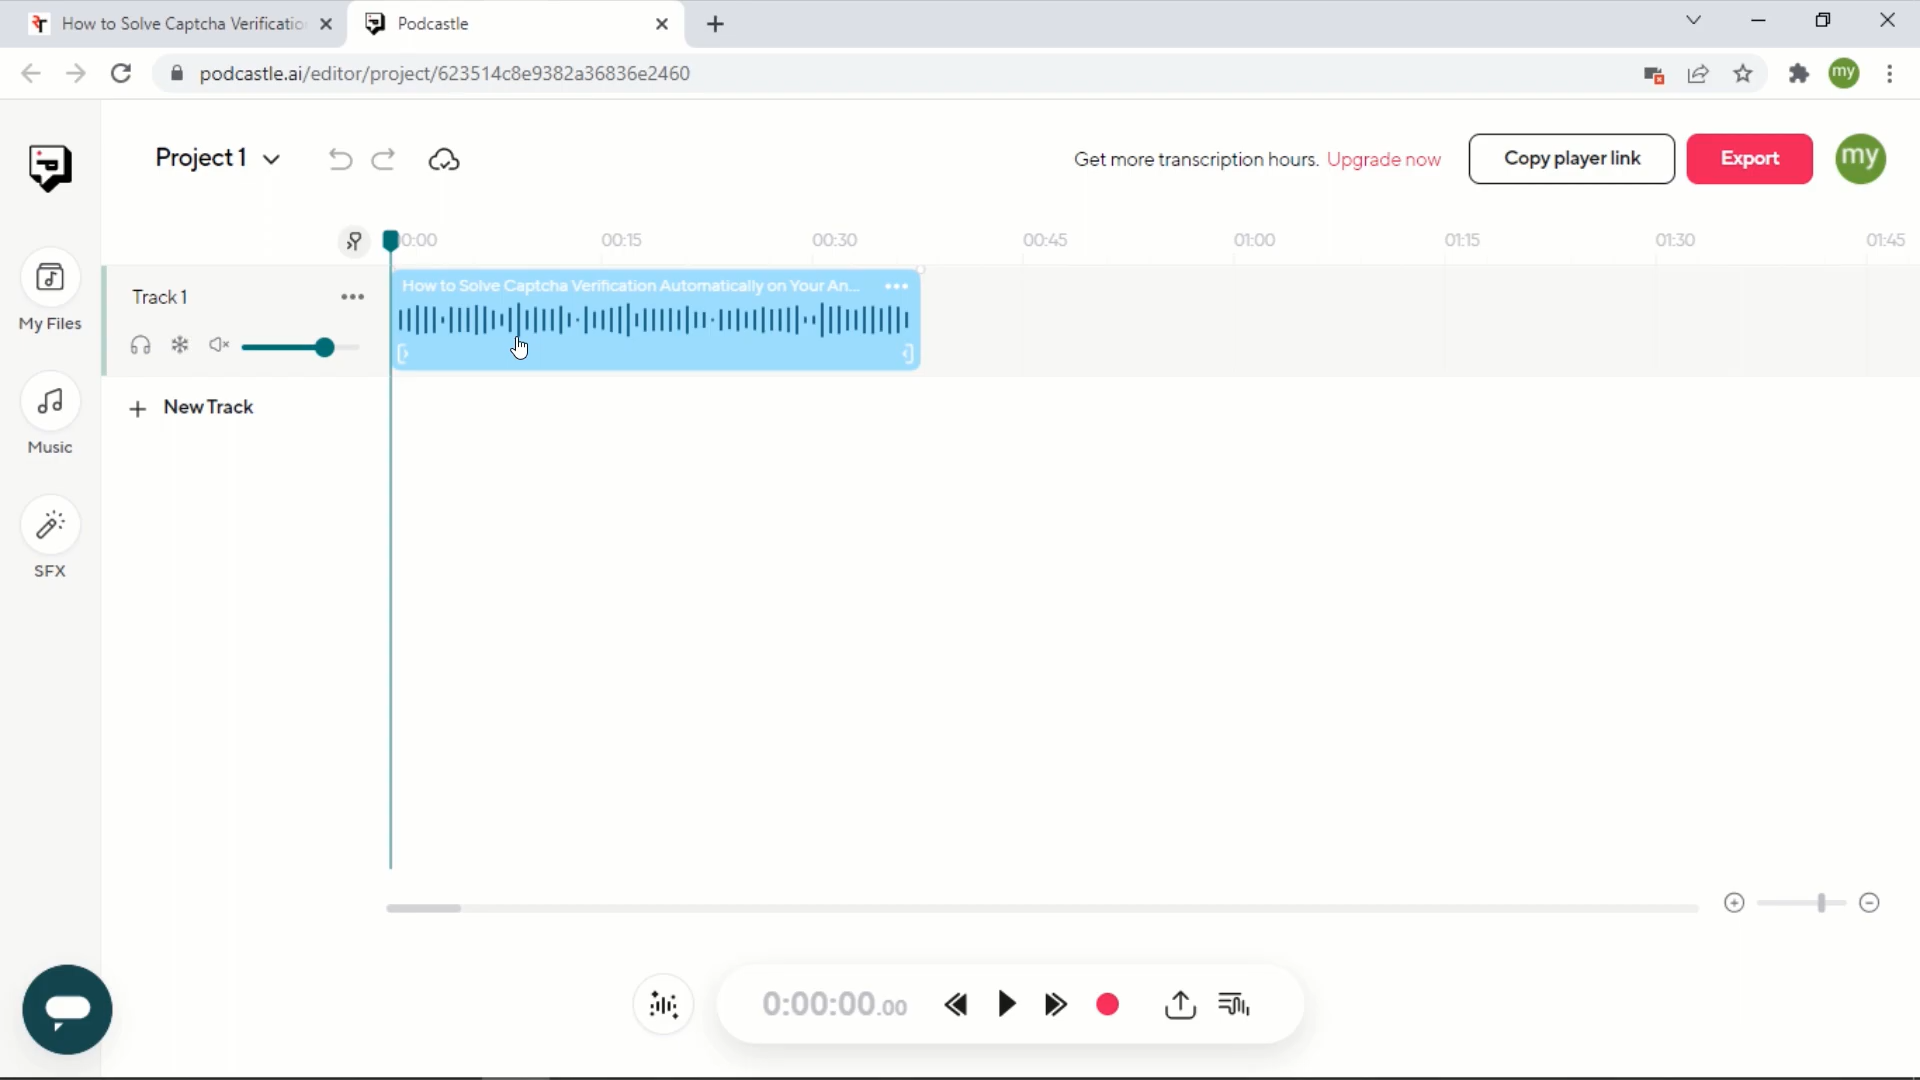 How to Solve Captcha Verificatio
Podcastle
podcastle.ai/editor/project/623514c8e9382a36836e2460
my
Project 1
Get more transcription hours. Upgrade now
Copy player link
Export
my
0:00 00:15 00:30 00:45 01:00 01:15 01:30 01:45
My Files
Music
SFX
Track 1
How to Solve Captcha Verification Automatically on Your An...
+ New Track
0:00:00.00